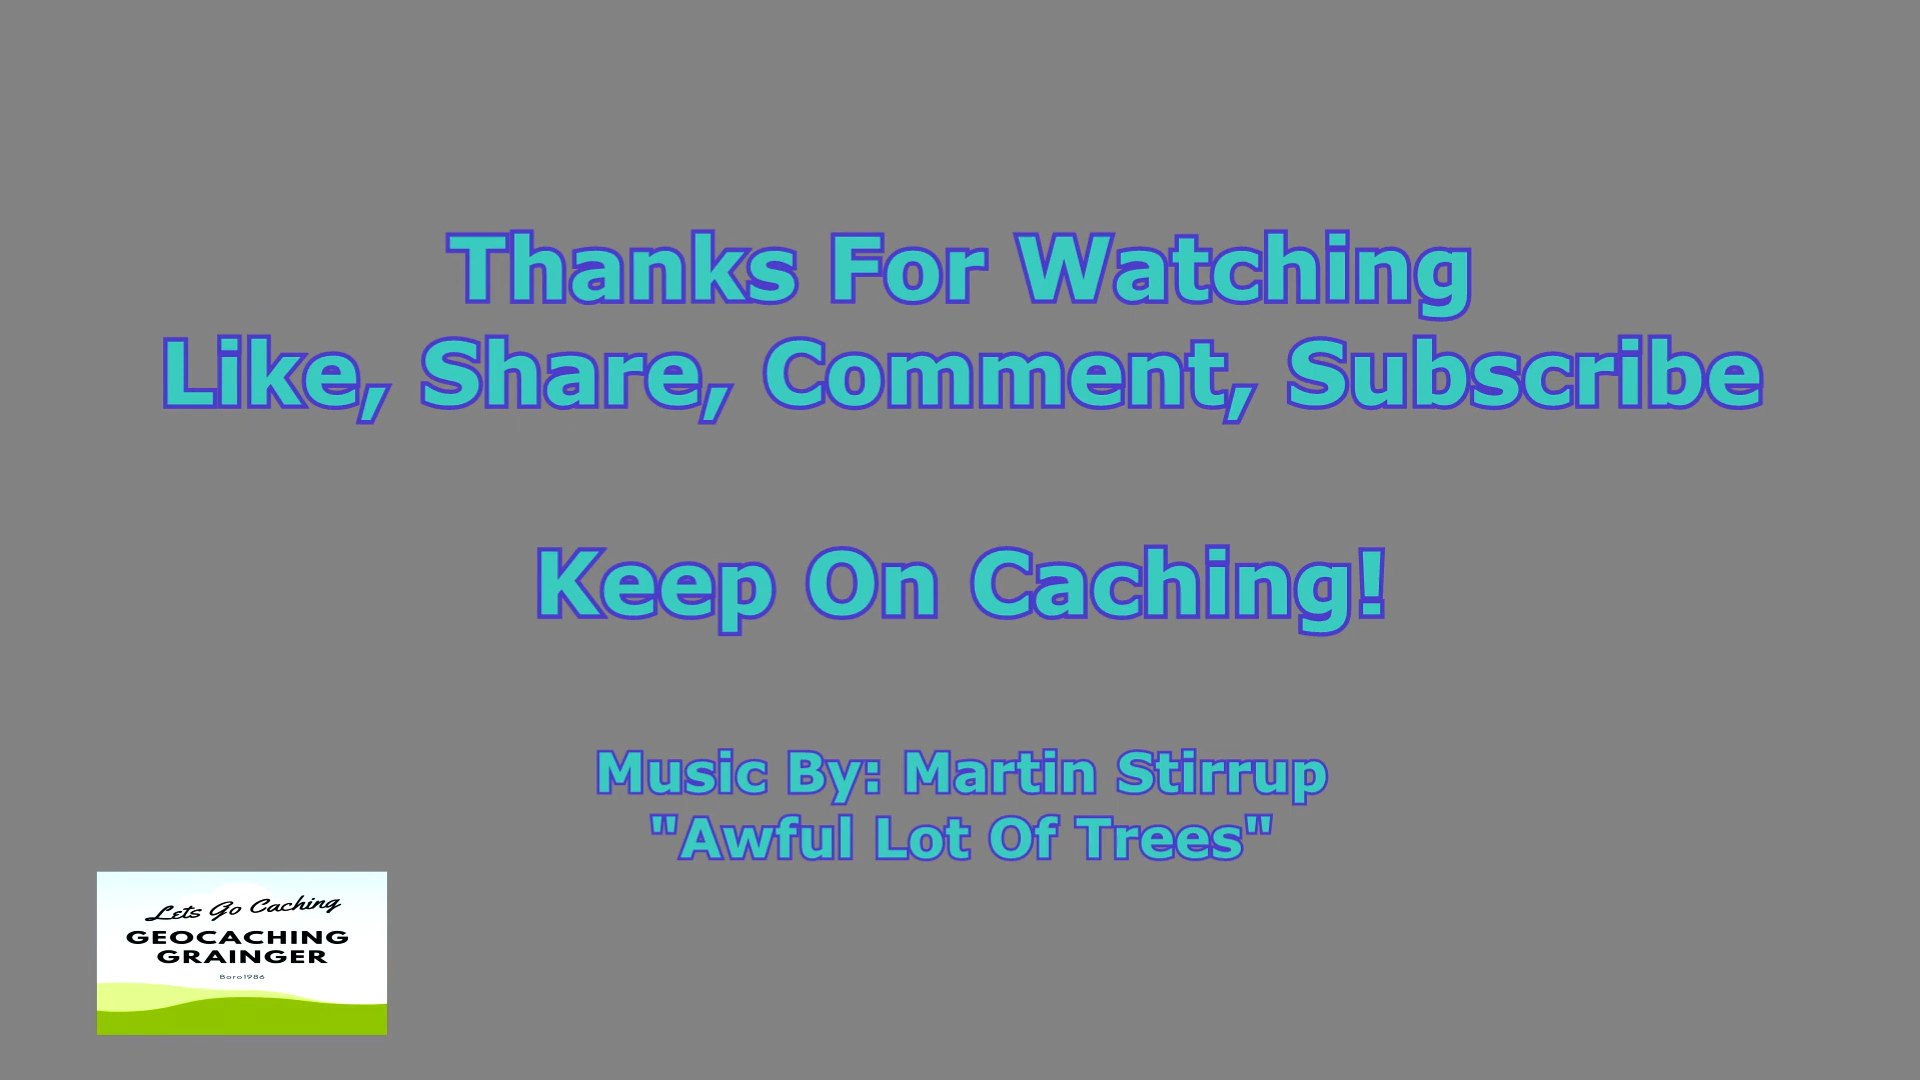 Thanks For Watching
Like, Share, Comment, Subscribe
Keep On Caching!
Music By: Martin Stirrup
"Awful Lot Of Trees"
Lets Go Caching
GEOCACHING
GRAINGER
Boro1986